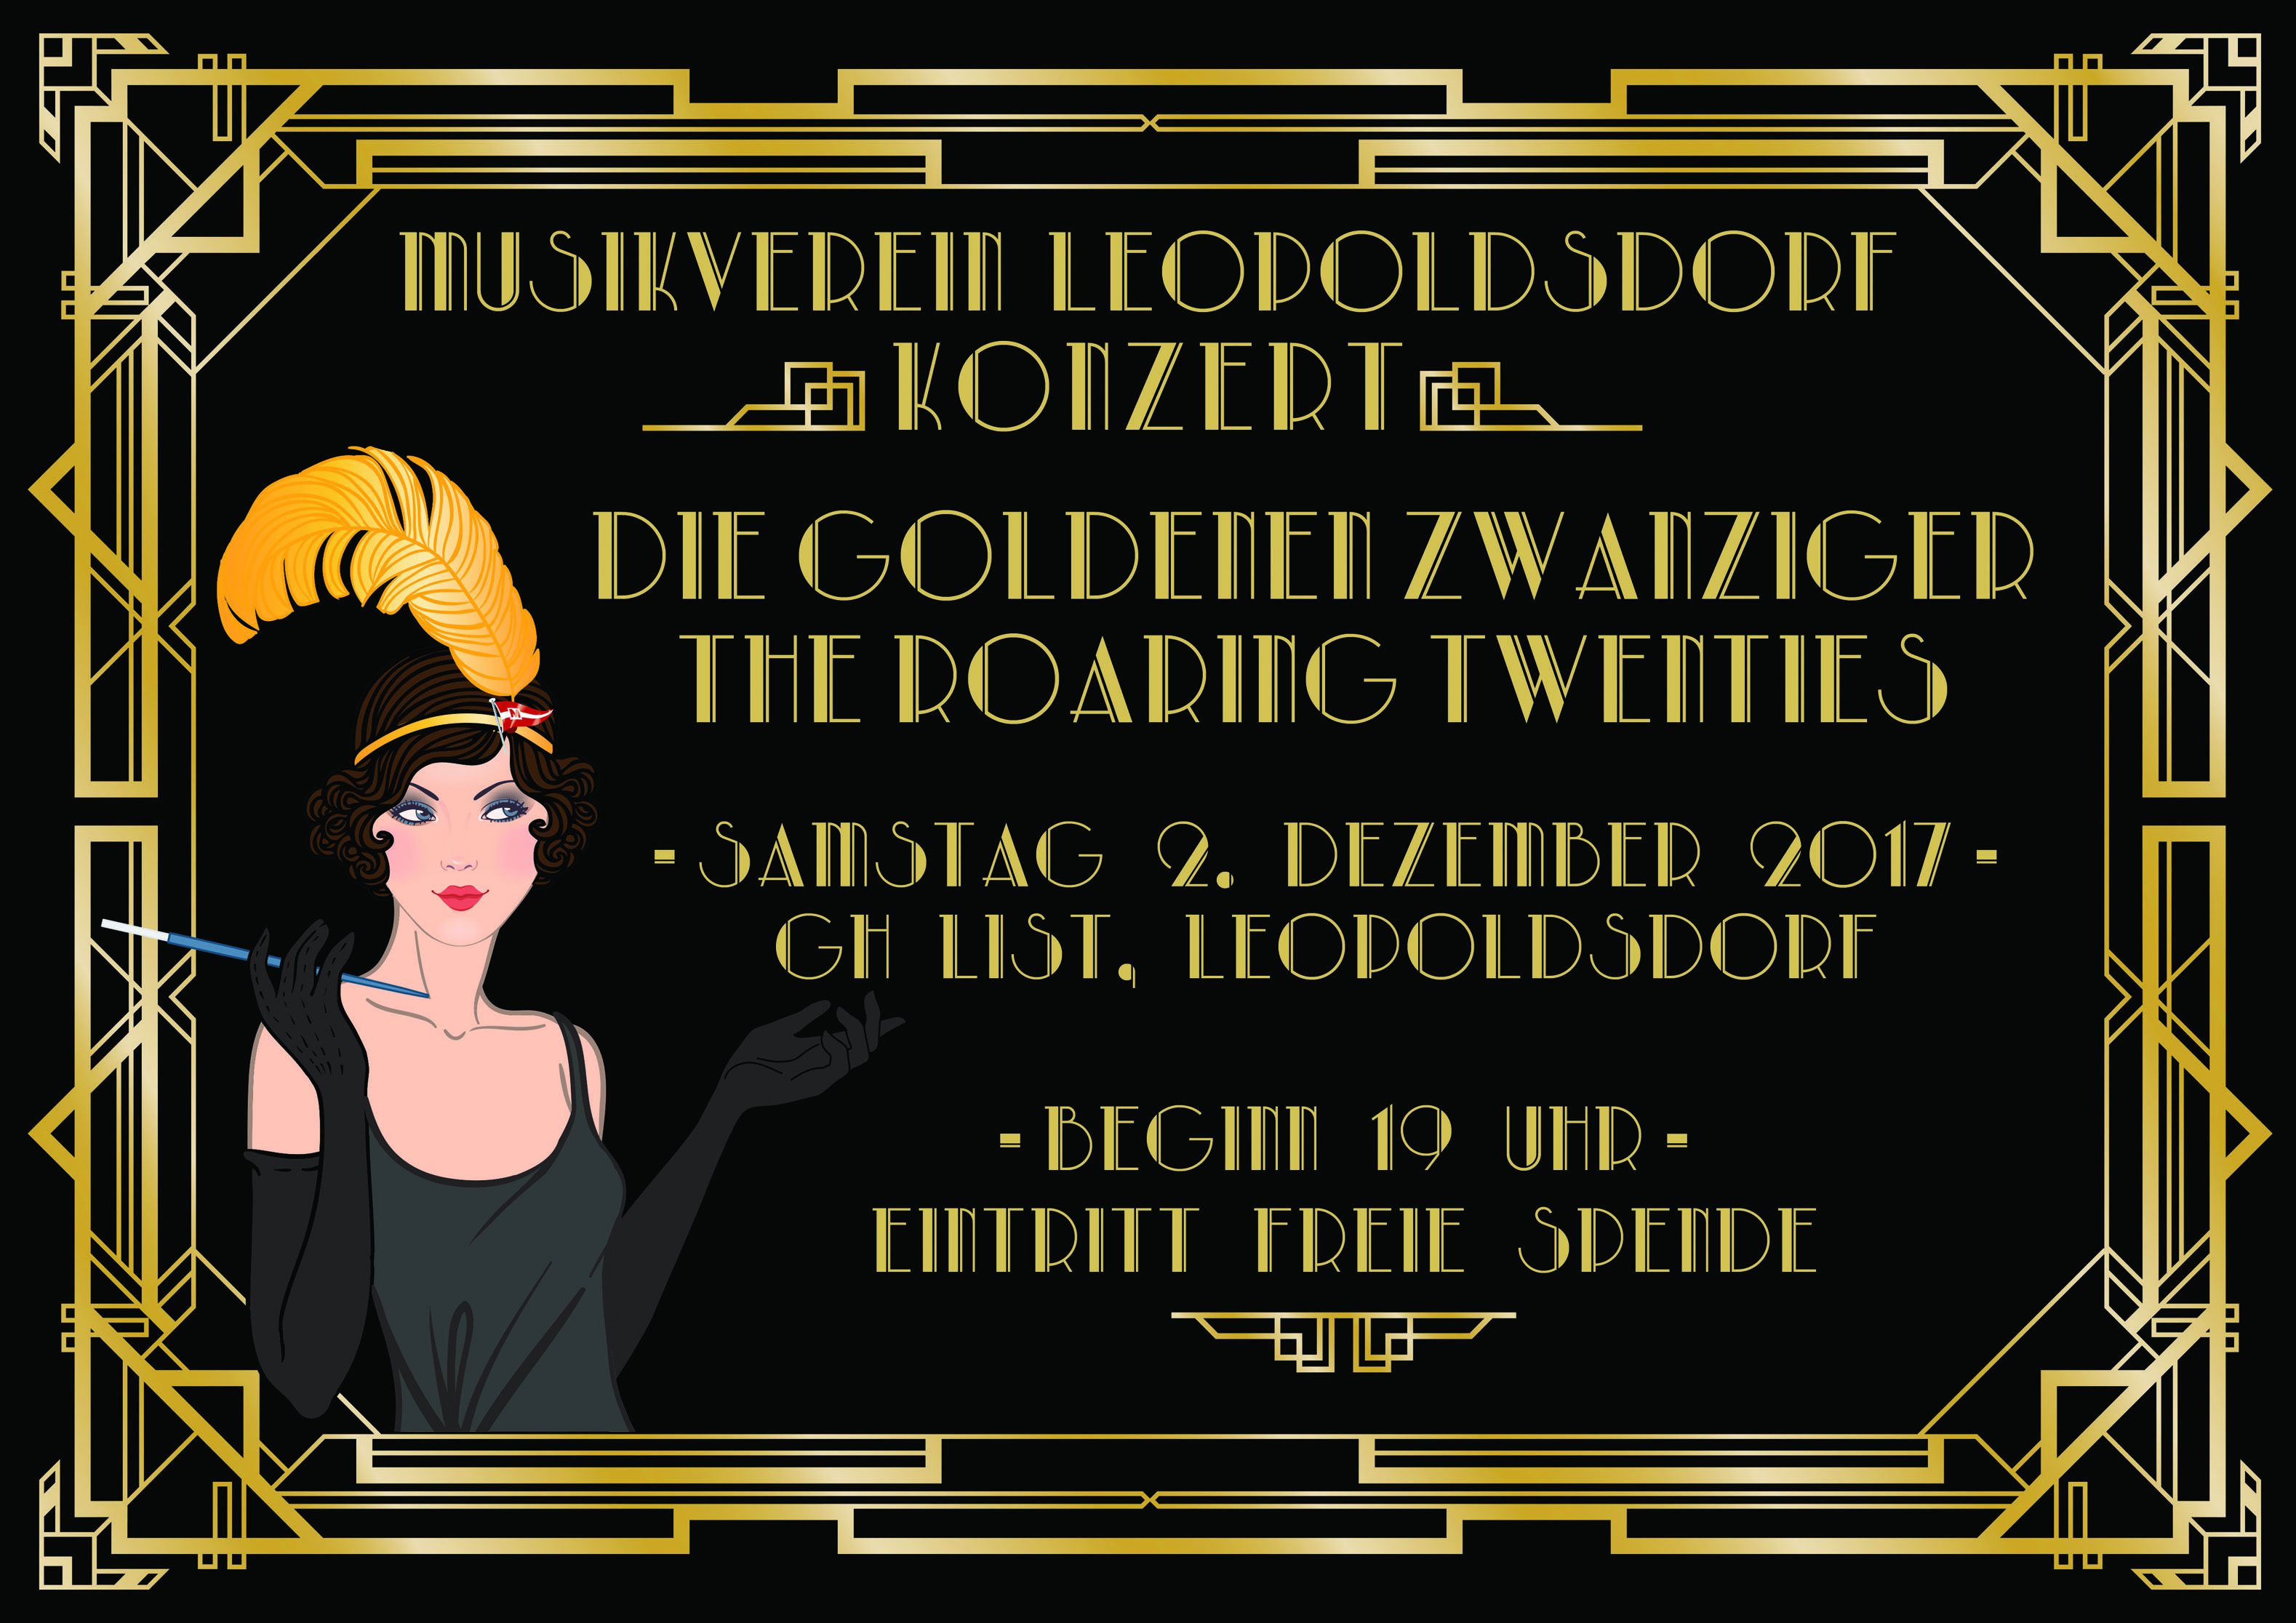 MUSIKVEREIN LEOPOLDSDORF
KONZERT
DIE GOLDENEN ZWANZIGER
THE ROARING TWENTIES
- SAMSTAG 2. DEZEMBER 2017 -
GH LIST, LEOPOLDSDORF
- BEGINN 19 UHR -
EINTRITT FREIE SPENDE